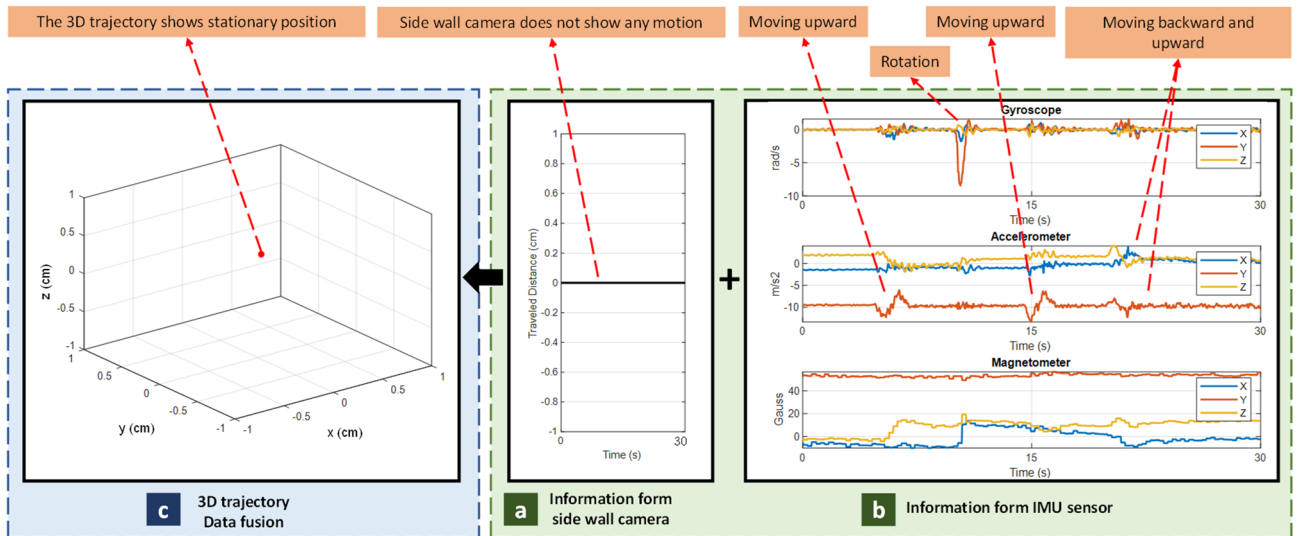 The 3D trajectory shows stationary position
Side wall camera does not show any motion
Moving upward
Moving upward
Moving backward and
upward
Rotation
1
0.5
0
-0.5
-1
z (cm)
1
0.5
0
-0.5
-1
y (cm)
-1
-0.5
0
0.5
1
x (cm)
1
0.8
0.6
0.4
0.2
0
-0.2
-0.4
-0.6
-0.8
-1
Traveled Distance (cm)
0
30
Time (s)
+
Gyroscope
0
-5
-10
rad/s
X
Y
Z
15
30
Time (s)
Accelerometer
0
-10
m/s2
X
Y
Z
0
15
30
Time (s)
Magnetometer
40
20
0
Gauss
X
Y
Z
0
15
30
Time (s)
c
3D trajectory
Data fusion
a
Information form
side wall camera
b
Information form IMU sensor